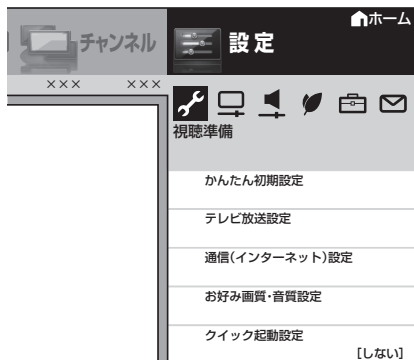 ホーム
チャンネル
設定
××× ×××
視聴準備
かんたん初期設定
テレビ放送設定
通信(インターネット)設定
お好み画質・音質設定
クイック起動設定
[しない]